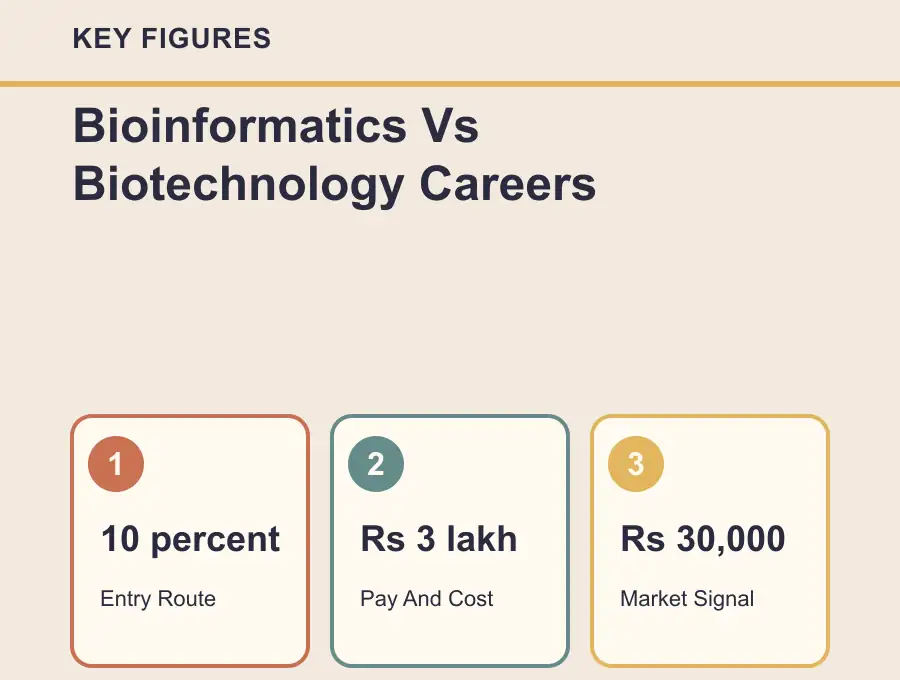 KEY FIGURES
Bioinformatics Vs
Biotechnology Careers
1
10 percent
Entry Route
2
Rs 3 lakh
Pay And Cost
3
Rs 30,000
Market Signal